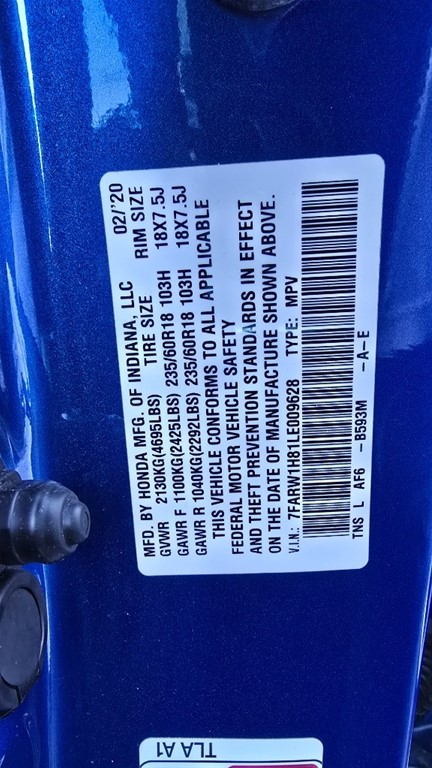 MFD. BY HONDA MFG. OF INDIANA, LLC 02/'20
GVWR 2130KG(4695LBS) TIRE SIZE RIM SIZE
GAWR F 1100KG(2425LBS) 235/60R18 103H 18X7.5J
GAWR R 1040KG(2292LBS) 235/60R18 103H 18X7.5J
THIS VEHICLE CONFORMS TO ALL APPLICABLE
FEDERAL MOTOR VEHICLE SAFETY
AND THEFT PREVENTION STANDARDS IN EFFECT
ON THE DATE OF MANUFACTURE SHOWN ABOVE.
V.I.N.: 7FARW1H81LE009628 TYPE: MPV
TNS L AF6 -B593M -A-E
TLA A1